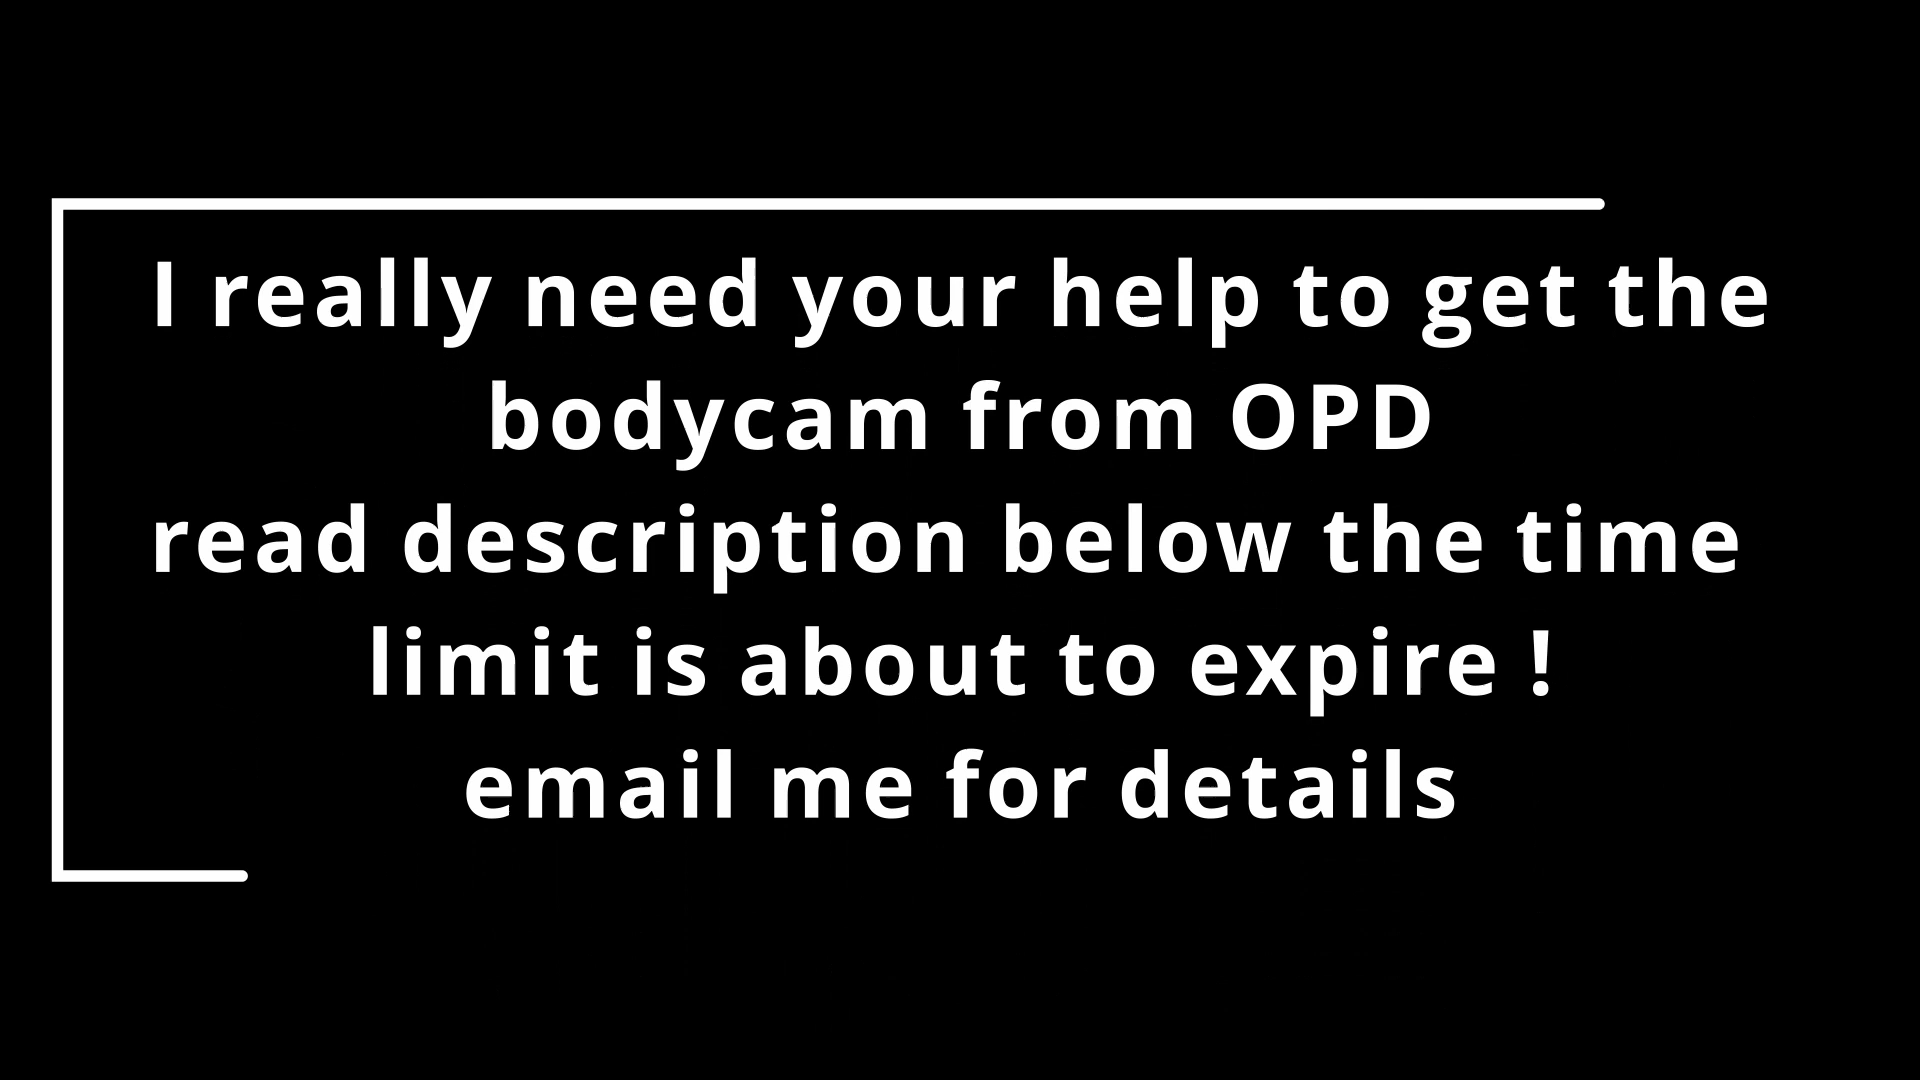 I really need your help to get the
bodycam from OPD
read description below the time
limit is about to expire !
email me for details